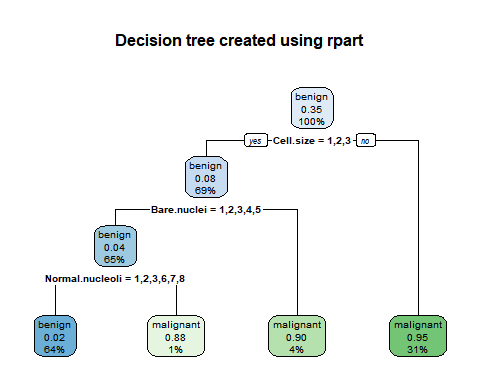 Decision tree created using rpart
benign
0.35
100%
yes Cell.size = 1,2,3 no
benign
0.08
69%
Bare.nuclei = 1,2,3,4,5
benign
0.04
65%
Normal.nucleoli = 1,2,3,6,7,8
benign
0.02
64%
malignant
0.88
1%
malignant
0.90
4%
malignant
0.95
31%